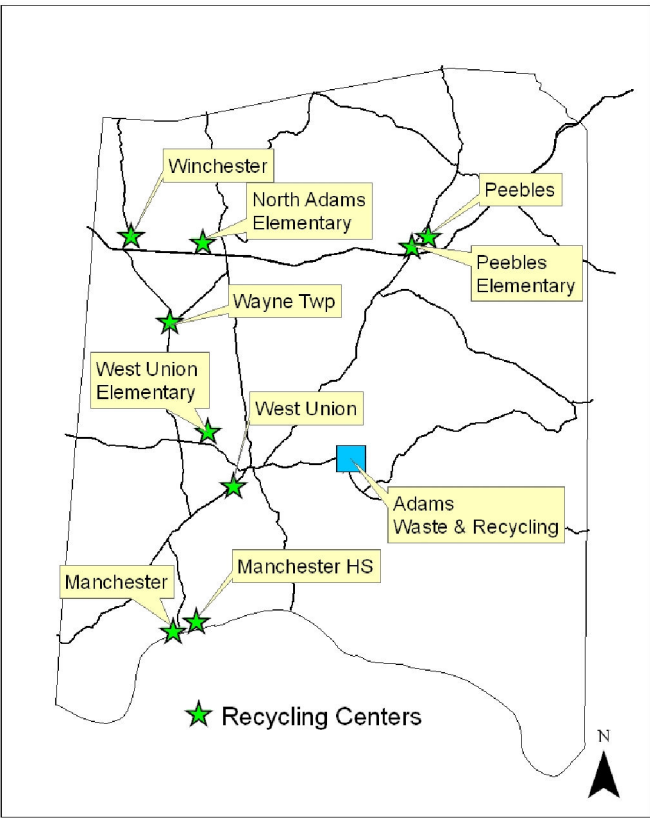 Winchester
North Adams
Elementary
Peebles
Peebles
Elementary
Wayne Twp
West Union
Elementary
West Union
Adams
Waste & Recycling
Manchester HS
Manchester
Recycling Centers
N